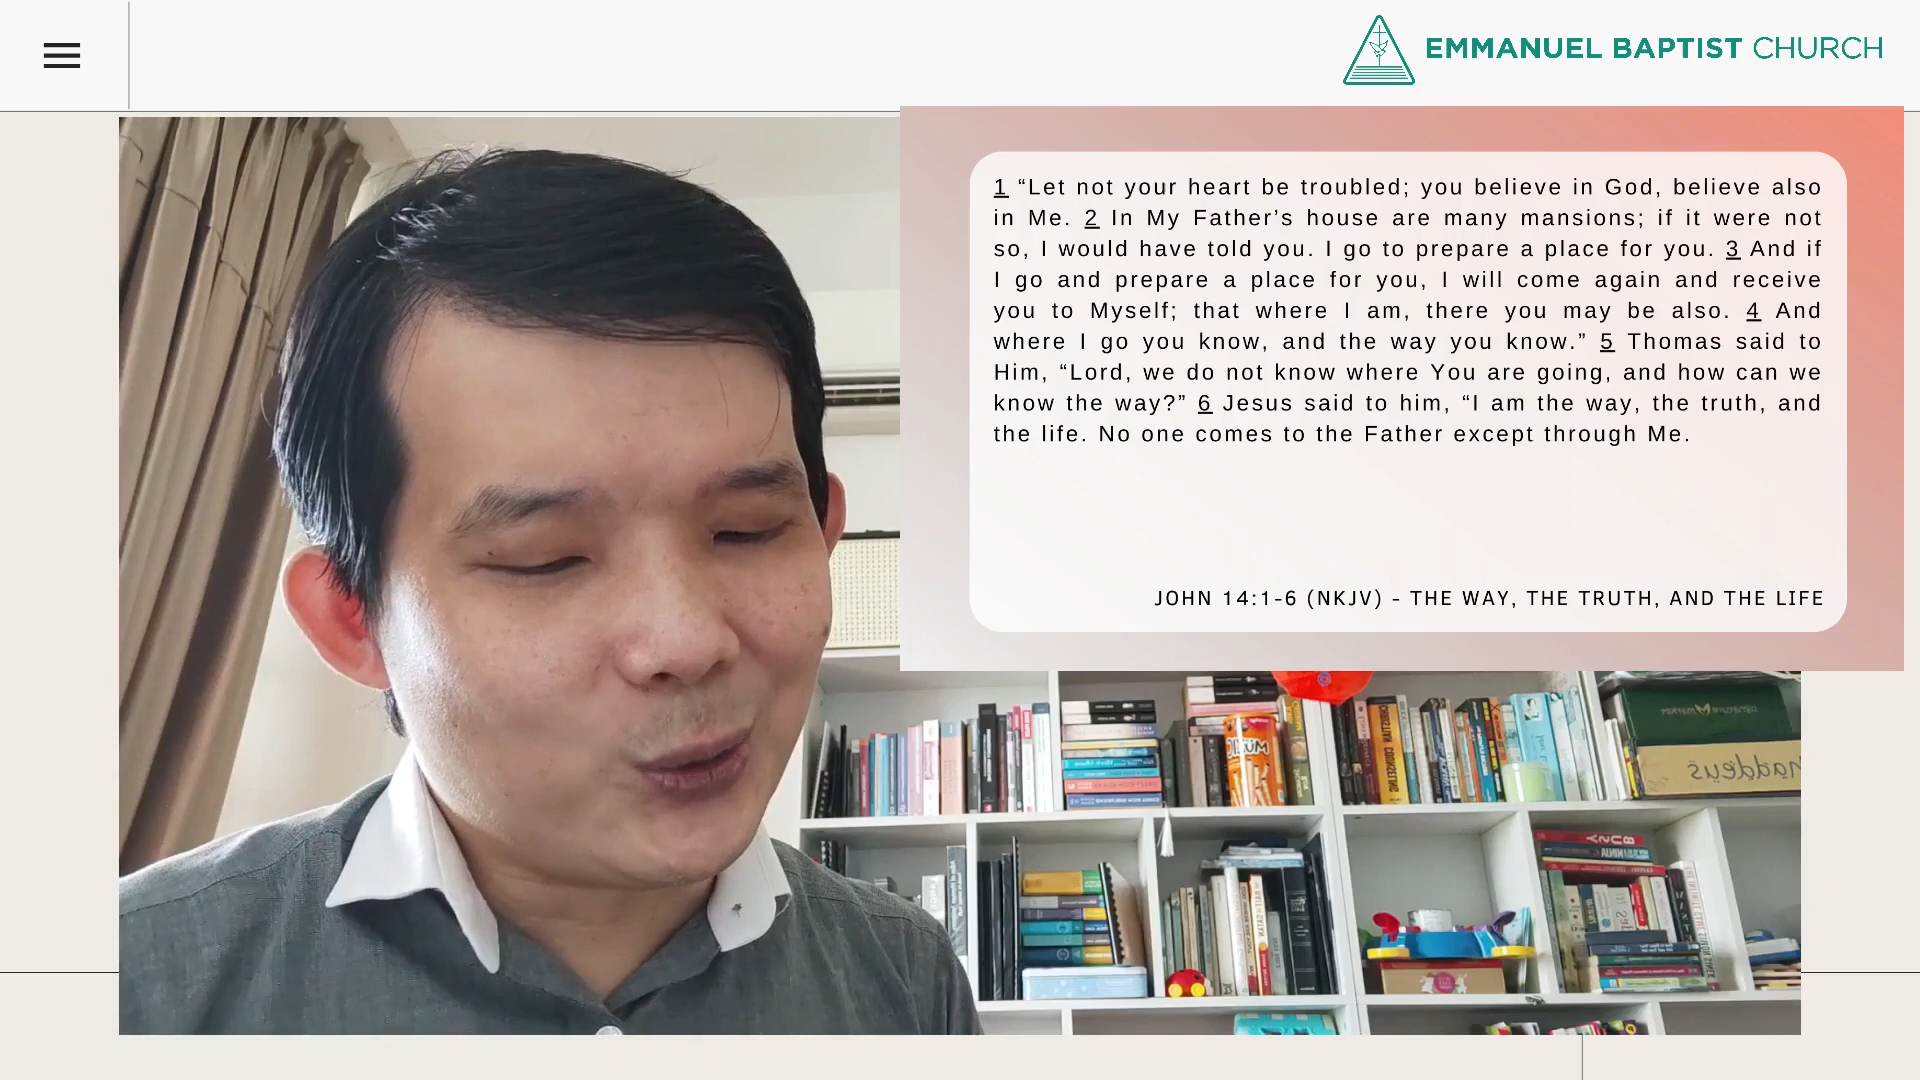 EMMANUEL BAPTIST CHURCH
1 “Let not your heart be troubled; you believe in God, believe also
in Me. 2 In My Father’s house are many mansions; if it were not
so, I would have told you. I go to prepare a place for you. 3 And if
I go and prepare a place for you, I will come again and receive
you to Myself; that where I am, there you may be also. 4 And
where I go you know, and the way you know.” 5 Thomas said to
Him, “Lord, we do not know where You are going, and how can we
know the way?” 6 Jesus said to him, “I am the way, the truth, and
the life. No one comes to the Father except through Me.
JOHN 14:1-6 (NKJV) - THE WAY, THE TRUTH, AND THE LIFE